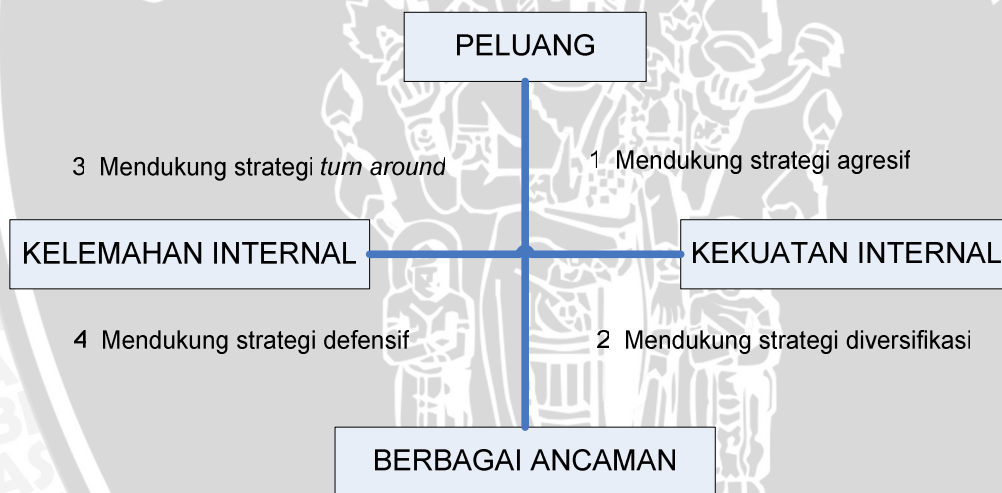 PELUANG
3 Mendukung strategi turn around
1 Mendukung strategi agresif
KELEMAHAN INTERNAL
KEKUATAN INTERNAL
4 Mendukung strategi defensif
2 Mendukung strategi diversifikasi
BERBAGAI ANCAMAN